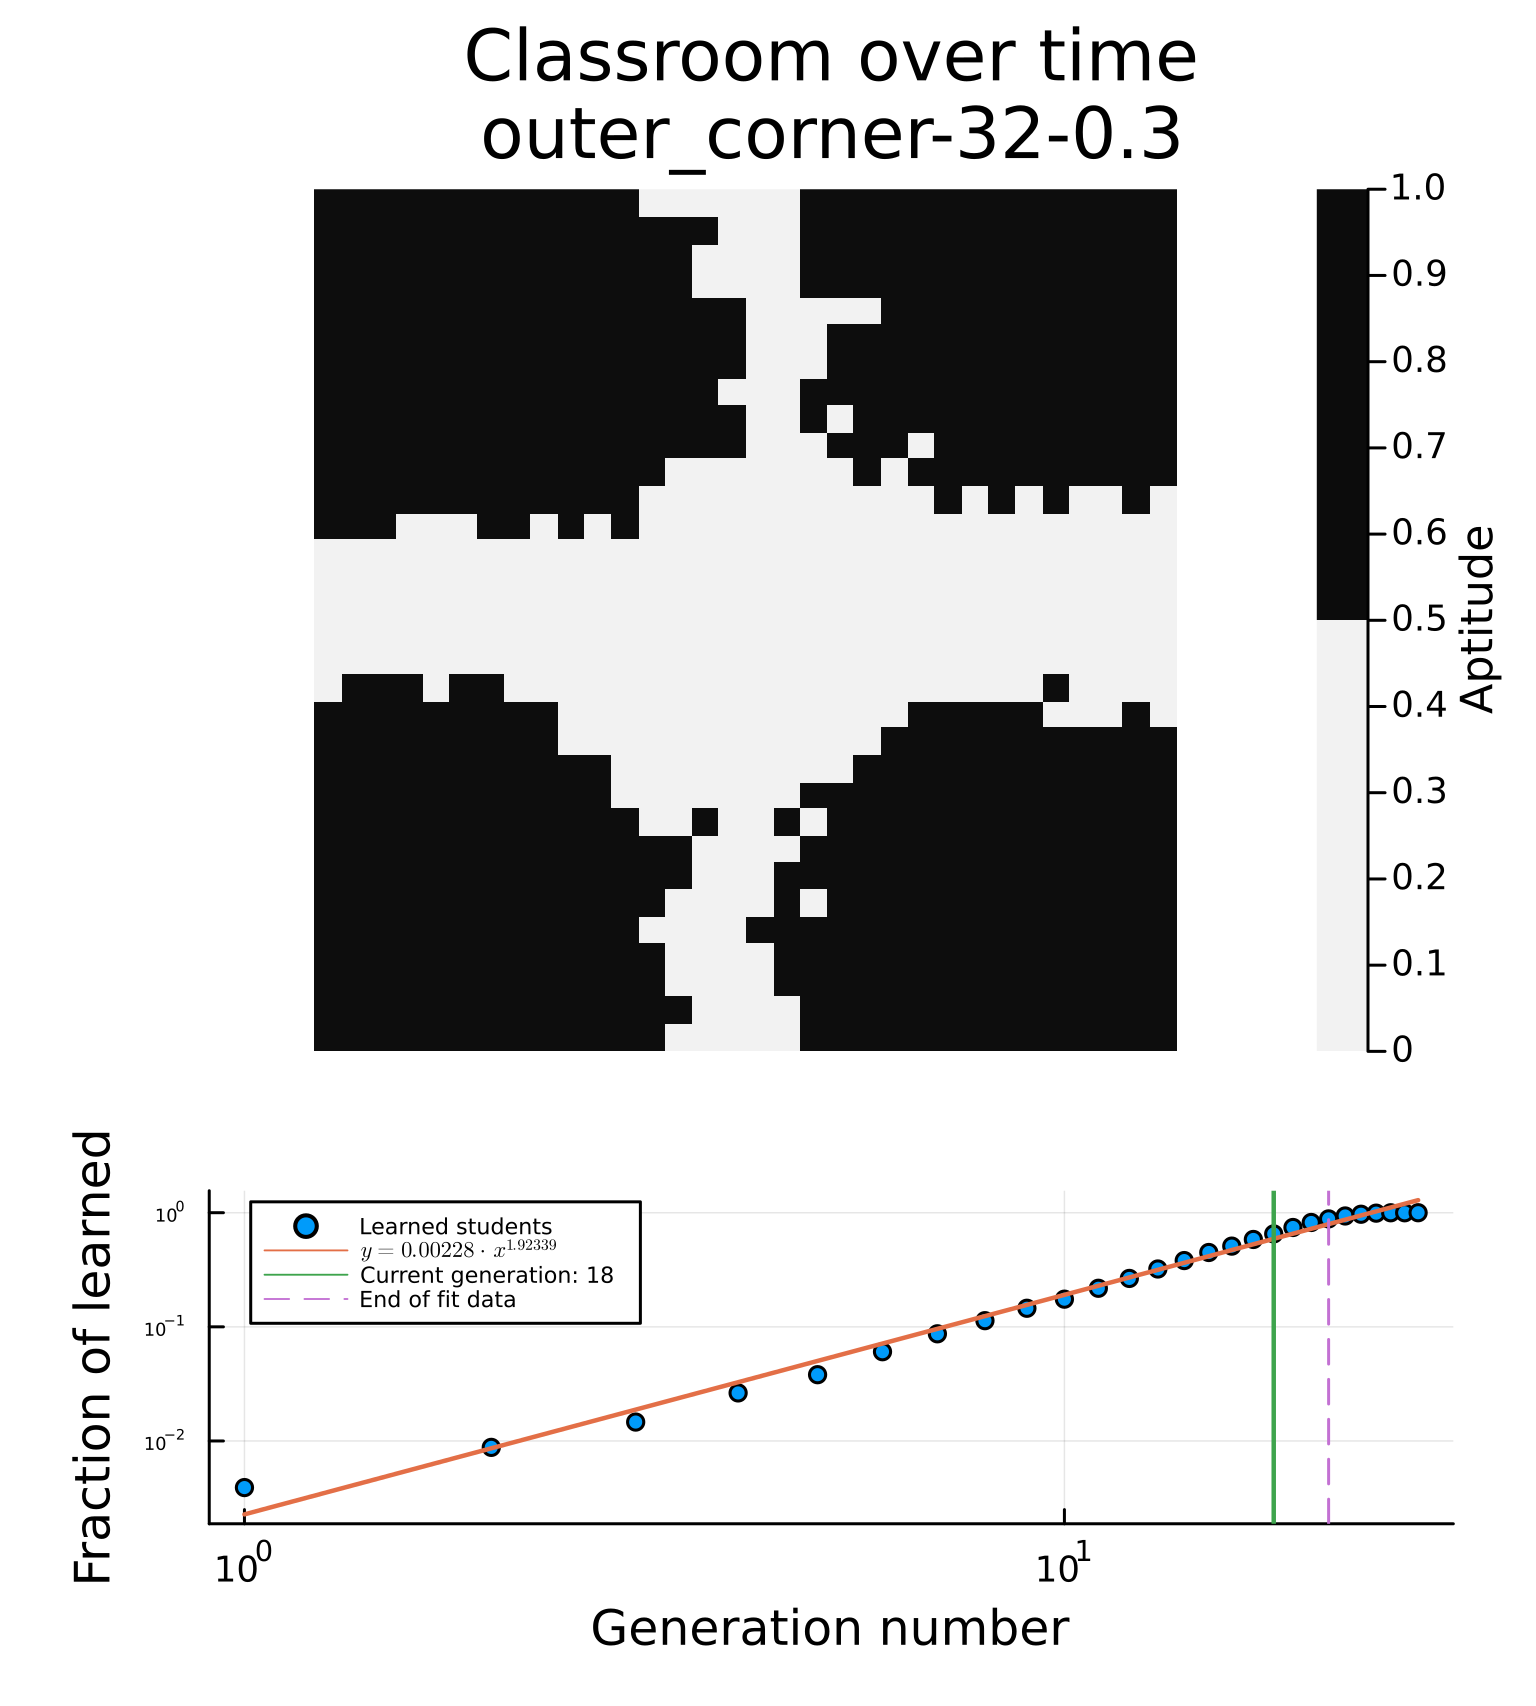 Classroom over time
outer_corner-32-0.3
1.0
0.9
0.8
0.7
0.6
0.5
0.4
0.3
0.2
0.1
0
Aptitude
Fraction of learned
10⁰
10⁻¹
10⁻²
Learned students
y = 0.00228 · x^1.92339
Current generation: 18
End of fit data
10⁰
10¹
Generation number